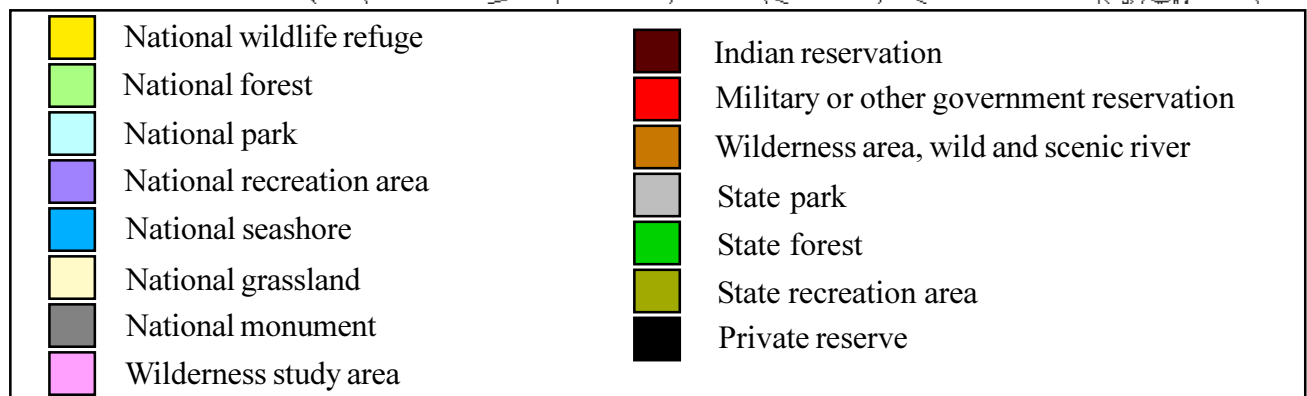 National wildlife refuge
National forest
National park
National recreation area
National seashore
National grassland
National monument
Wilderness study area
Indian reservation
Military or other government reservation
Wilderness area, wild and scenic river
State park
State forest
State recreation area
Private reserve